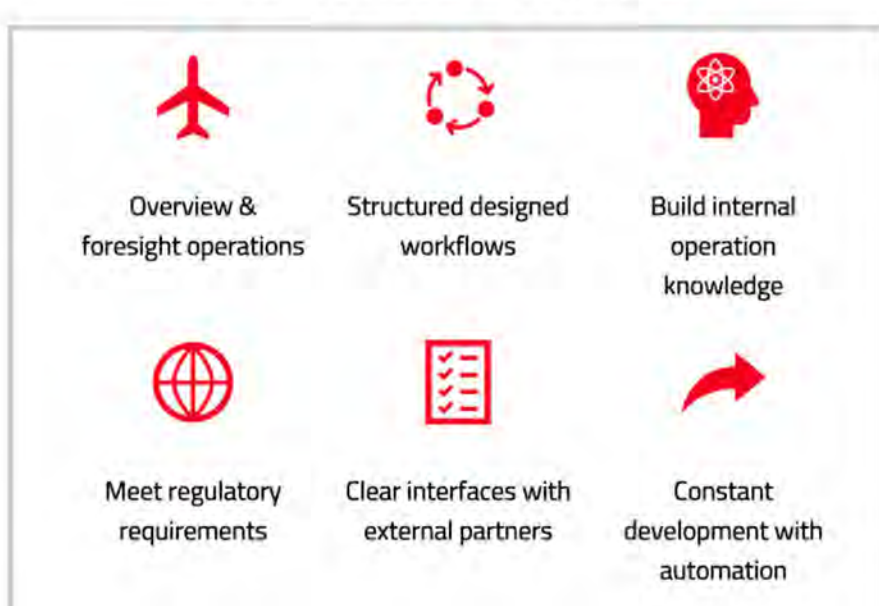 Overview &
foresight operations
Structured designed
workflows
Build internal
operation
knowledge
Meet regulatory
requirements
Clear interfaces with
external partners
Constant
development with
automation